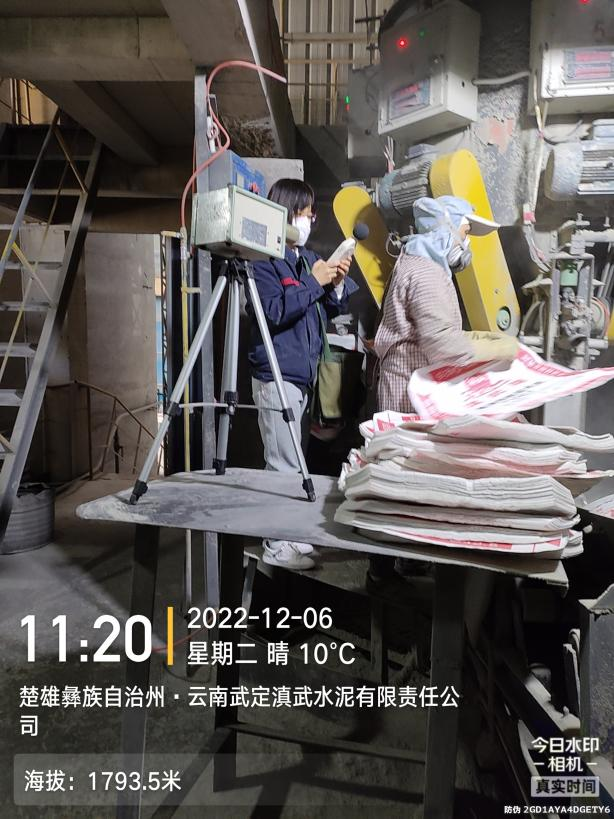 11:20
2022-12-06
星期二 晴 10℃
楚雄彝族自治州·云南武定滇武水泥有限责任公
司
海拔：1793.5米
今日水印
相机
真实时间
防伪 2GD1AYA4DGETY6